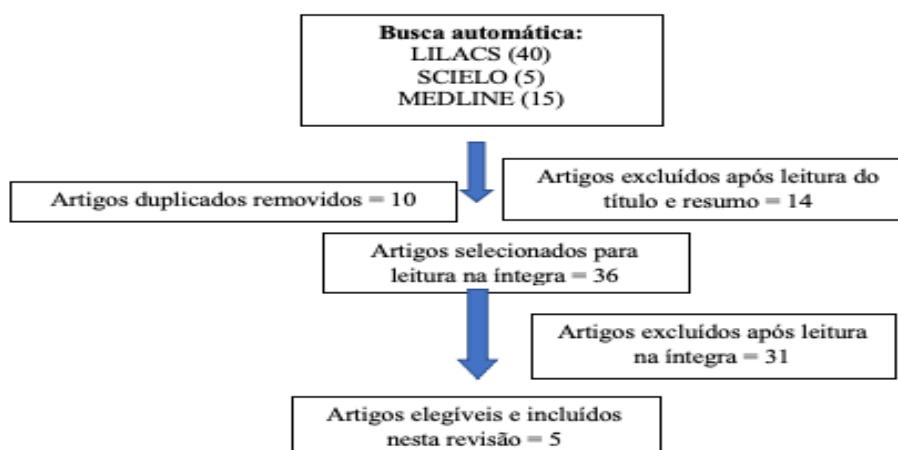 Busca automática:
LILACS (40)
SCIELO (5)
MEDLINE (15)
Artigos duplicados removidos = 10
Artigos excluídos após leitura do
título e resumo = 14
Artigos selecionados para
leitura na íntegra = 36
Artigos excluídos após leitura
na íntegra = 31
Artigos elegíveis e incluídos
nesta revisão = 5